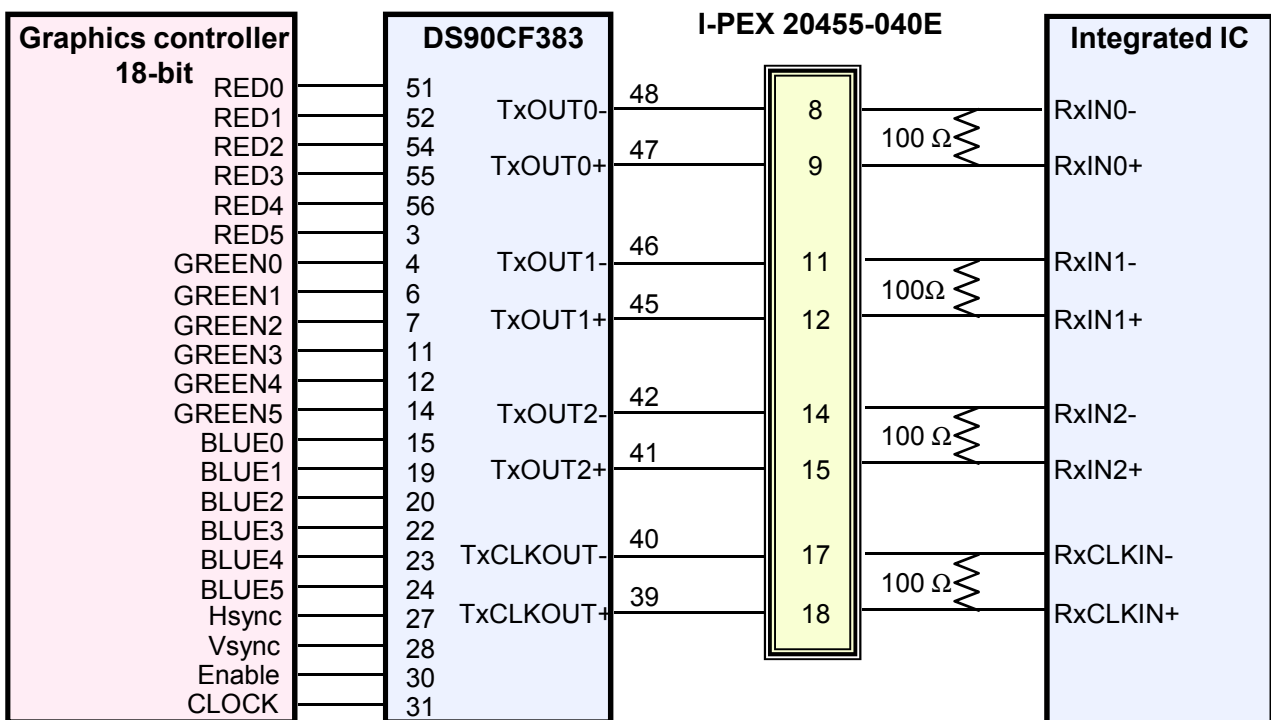 I-PEX 20455-040E
Graphics controller
18-bit
DS90CF383
Integrated IC
RED0
RED1
RED2
RED3
RED4
RED5
GREEN0
GREEN1
GREEN2
GREEN3
GREEN4
GREEN5
BLUE0
BLUE1
BLUE2
BLUE3
BLUE4
BLUE5
Hsync
Vsync
Enable
CLOCK
51
52
54
55
56
3
4
6
7
11
12
14
15
19
20
22
23
24
27
28
30
31
TxOUT0- 48
TxOUT0+ 47
TxOUT1- 46
TxOUT1+ 45
TxOUT2- 42
TxOUT2+ 41
TxCLKOUT- 40
TxCLKOUT+ 39
8
9
11
12
14
15
17
18
100 Ω
100Ω
100 Ω
100 Ω
RxIN0-
RxIN0+
RxIN1-
RxIN1+
RxIN2-
RxIN2+
RxCLKIN-
RxCLKIN+